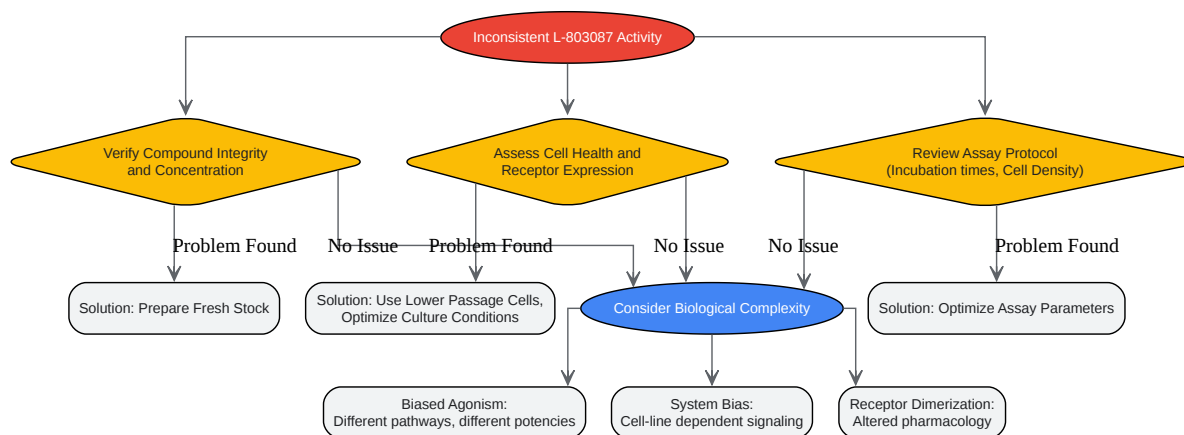 Inconsistent L-803087 Activity
Verify Compound Integrity
and Concentration
Assess Cell Health and
Receptor Expression
Review Assay Protocol
(Incubation times, Cell Density)
Problem Found
No Issue
Problem Found
No Issue
No Issue
Problem Found
Solution: Prepare Fresh Stock
Solution: Use Lower Passage Cells,
Optimize Culture Conditions
Consider Biological Complexity
Solution: Optimize Assay Parameters
Biased Agonism:
Different pathways, different potencies
System Bias:
Cell-line dependent signaling
Receptor Dimerization:
Altered pharmacology